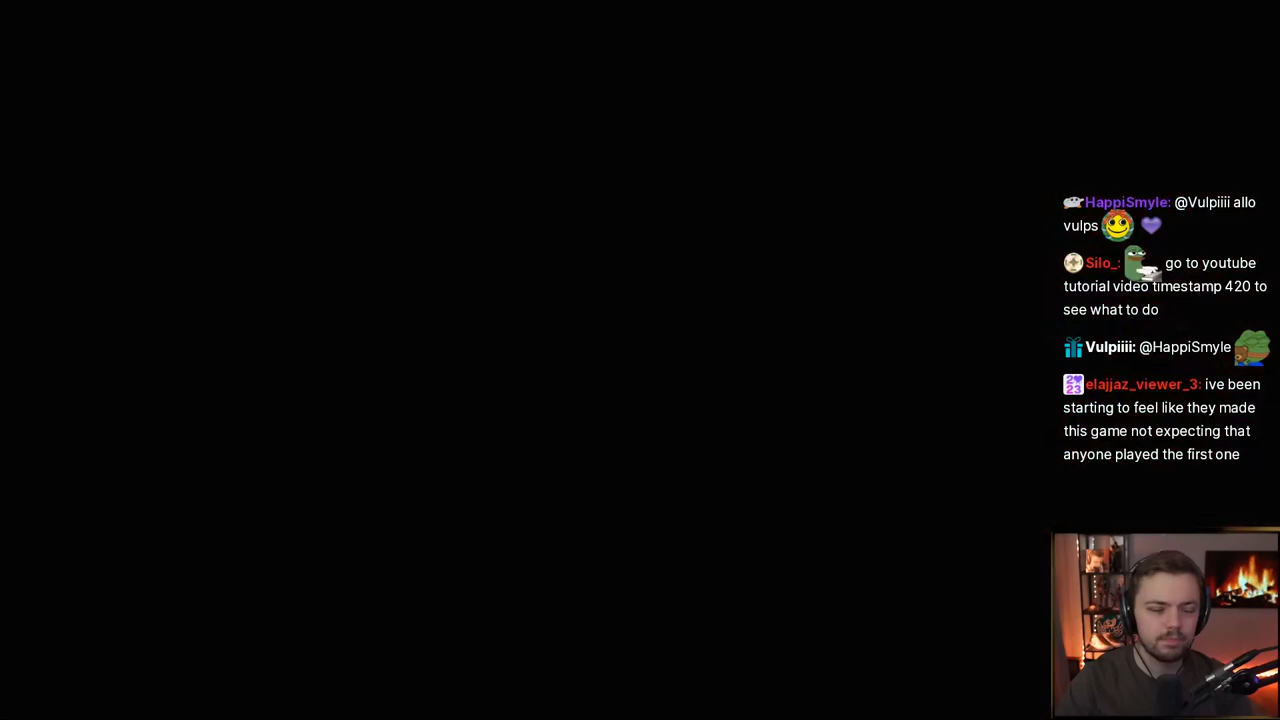 HappiSmyle: @Vulpiiii allo
vulps
Silo_: go to youtube
tutorial video timestamp 420 to
see what to do
Vulpiiii: @HappiSmyle
2 23 elajjaz_viewer_3: ive been
starting to feel like they made
this game not expecting that
anyone played the first one